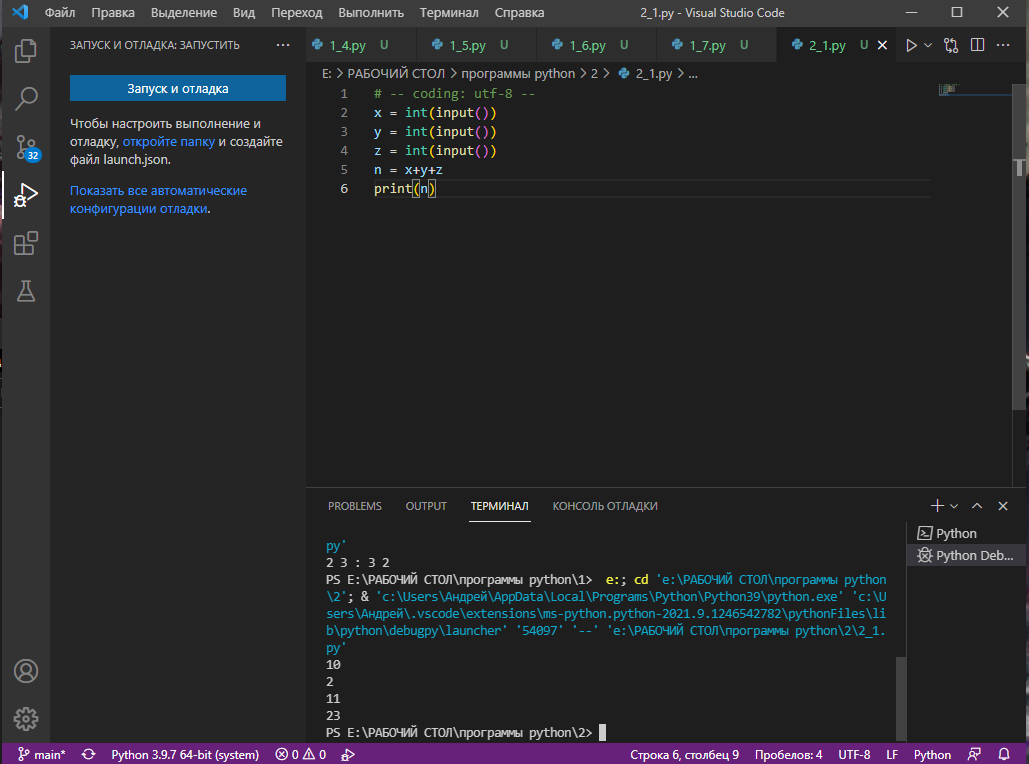 Файл Правка Выделение Вид Переход Выполнить Терминал Справка 2_1.py - Visual Studio Code
ЗАПУСК И ОТЛАДКА: ЗАПУСТИТЬ ...
1_4.py U 1_5.py U 1_6.py U 1_7.py U 2_1.py U
Запуск и отладка
Чтобы настроить выполнение и
отладку, откройте папку и создайте
файл launch.json.
Показать все автоматические
конфигурации отладки.
32
E: > РАБОЧИЙ СТОЛ > программы python > 2 > 2_1.py > ...
1 # -- coding: utf-8 --
2 x = int(input())
3 y = int(input())
4 z = int(input())
5 n = x+y+z
6 print(n)
PROBLEMS OUTPUT ТЕРМИНАЛ КОНСОЛЬ ОТЛАДКИ
Python
Python Deb...
py'
2 3 : 3 2
PS E:\РАБОЧИЙ СТОЛ\программы python\1> e:; cd 'e:\РАБОЧИЙ СТОЛ\программы python
\2'; & 'c:\Users\Андрей\AppData\Local\Programs\Python\Python39\python.exe' 'c:\U
sers\Андрей\.vscode\extensions\ms-python.python-2021.9.1246542782\pythonFiles\li
b\python\debugpy\launcher' '54097' '--' 'e:\РАБОЧИЙ СТОЛ\программы python\2\2_1.
py'
10
2
11
23
PS E:\РАБОЧИЙ СТОЛ\программы python\2>
main* Python 3.9.7 64-bit (system) 0 0 Строка 6, столбец 9 Пробелов: 4 UTF-8 LF Python